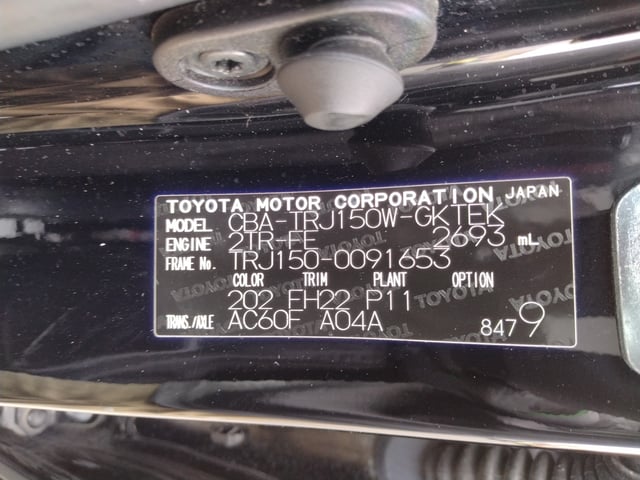 TOYOTA MOTOR CORPORATION JAPAN
MODEL CBA-TRJ150W-GKTEK
ENGINE 2TR-FE 2693 mL
FRAME No. TRJ150-0091653
COLOR TRIM PLANT OPTION
202 EH22 P11
TRANS./AXLE AC60F A04A 8479